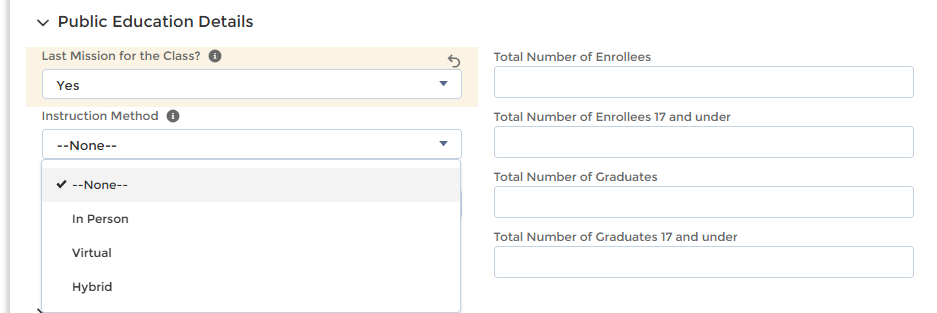 Public Education Details
Last Mission for the Class?
Yes
Instruction Method
--None--
--None--
In Person
Virtual
Hybrid
Total Number of Enrollees
Total Number of Enrollees 17 and under
Total Number of Graduates
Total Number of Graduates 17 and under